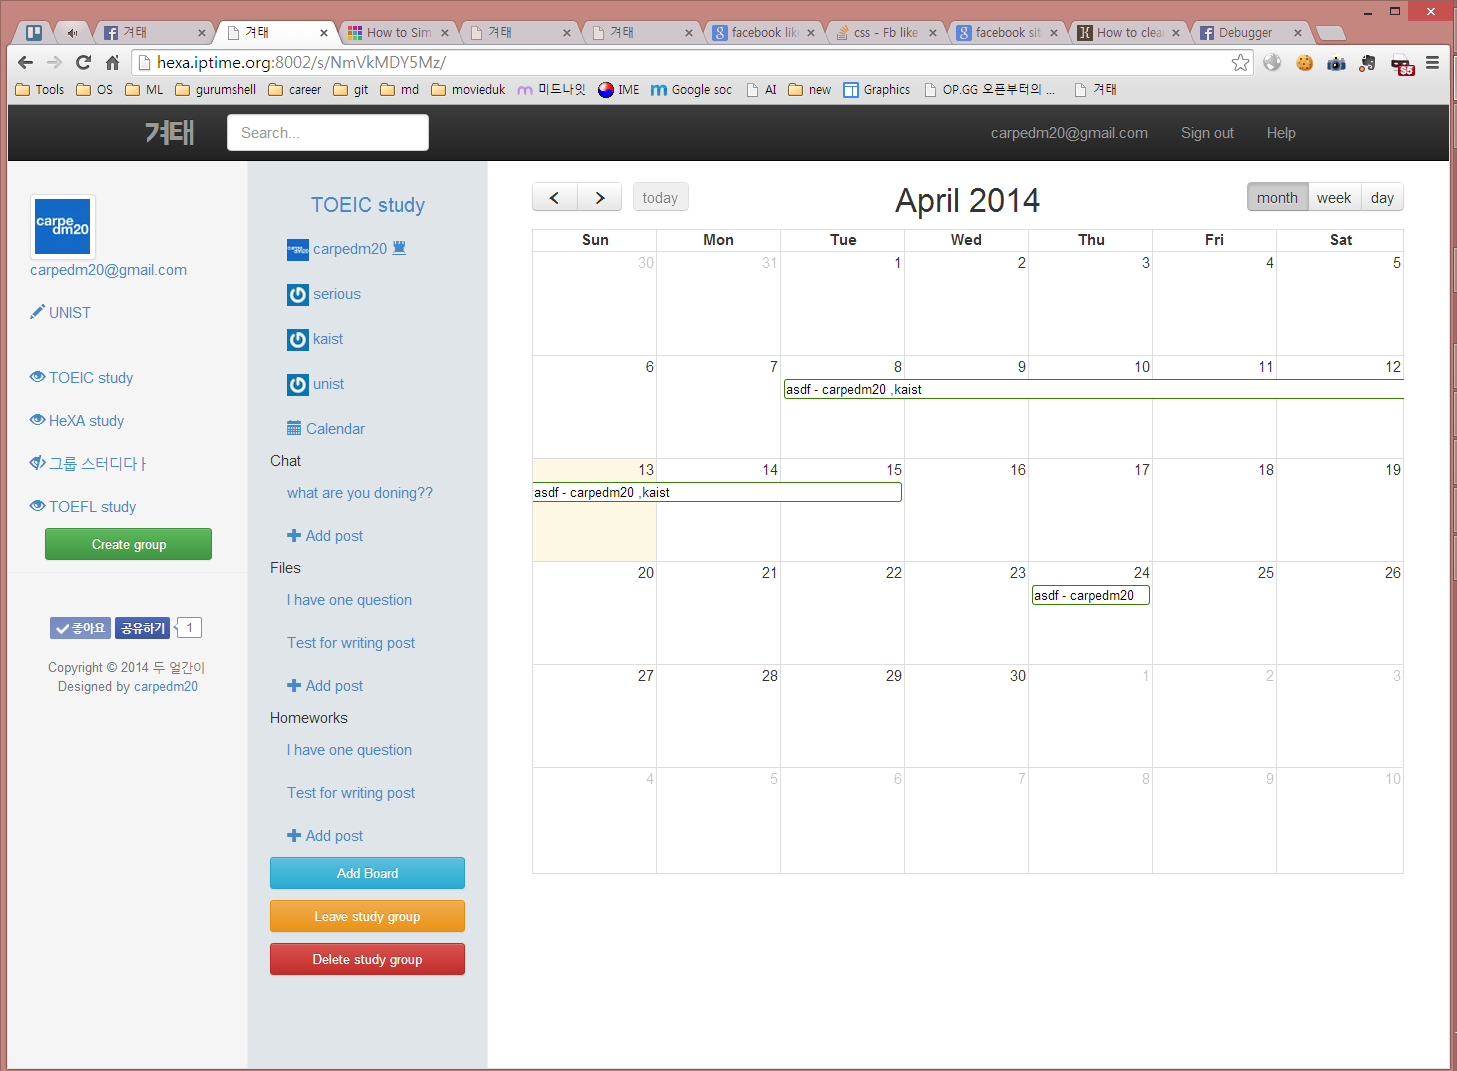 겨태
겨태
How to Sim
겨태
겨태
facebook lik
css - Fb like
facebook sit
How to clea
Debugger
hexa.iptime.org:8002/s/NmVkMDY5Mz/
Tools
OS
ML
gurumshell
career
git
md
movieduk
미드나잇
IME
Google soc
AI
new
Graphics
OP.GG 오픈부터의 ...
겨태
S5
겨태
Search...
carpedm20@gmail.com
Sign out
Help
carpe
dm20
carpedm20@gmail.com
UNIST
TOEIC study
HeXA study
그룹 스터디다ㅏ
TOEFL study
Create group
좋아요
공유하기
1
Copyright © 2014 두 얼간이
Designed by carpedm20
TOEIC study
carpedm20
serious
kaist
unist
Calendar
Chat
what are you doning??
Add post
Files
I have one question
Test for writing post
Add post
Homeworks
I have one question
Test for writing post
Add post
Add Board
Leave study group
Delete study group
today
April 2014
month week day
Sun Mon Tue Wed Thu Fri Sat
30 31 1 2 3 4 5
6 7 8 9 10 11 12
asdf - carpedm20 ,kaist
13 14 15 16 17 18 19
asdf - carpedm20 ,kaist
20 21 22 23 24 25 26
asdf - carpedm20
27 28 29 30 1 2 3
4 5 6 7 8 9 10